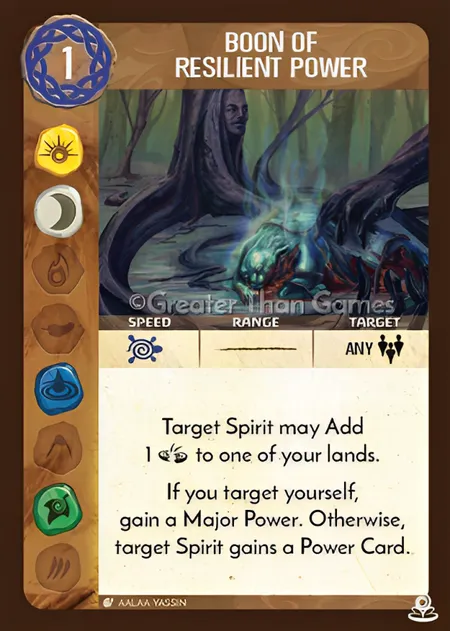 1
BOON OF
RESILIENT POWER
©Greater Than Games
SPEED RANGE TARGET
ANY
Target Spirit may Add
1 to one of your lands.
If you target yourself,
gain a Major Power. Otherwise,
target Spirit gains a Power Card.
AALAA YASSIN